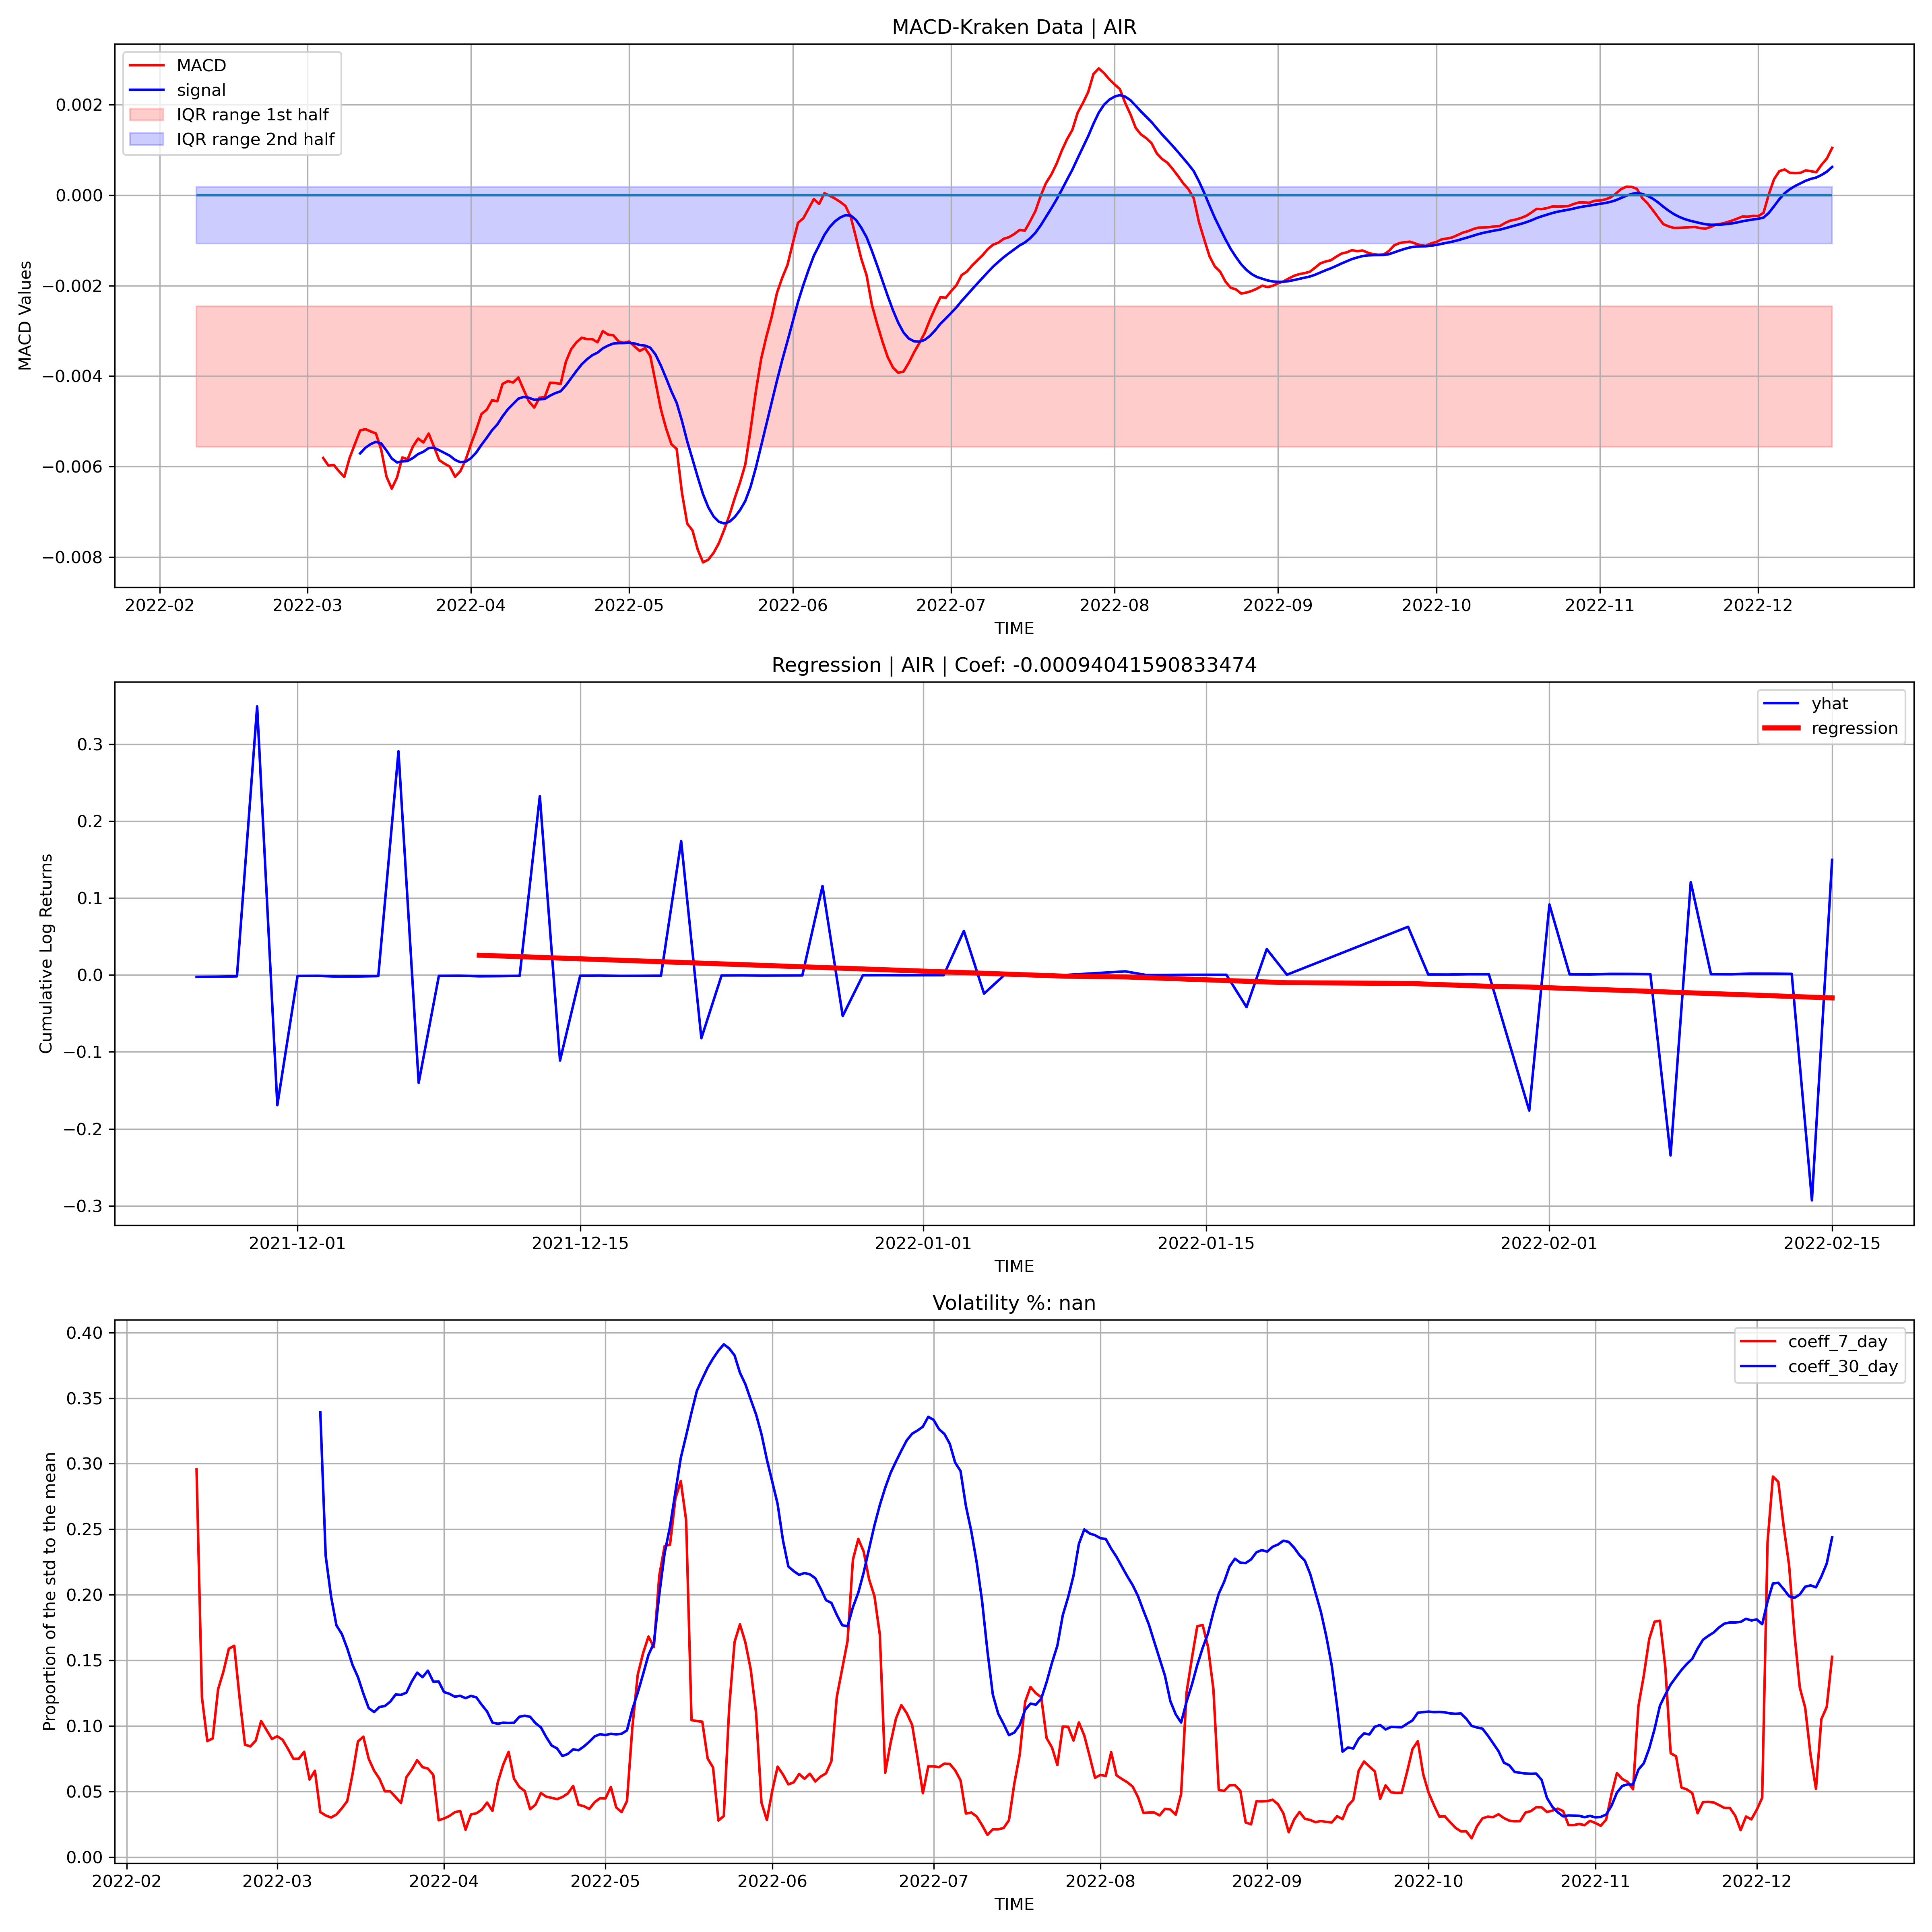 MACD-Kraken Data | AIR
MACD
signal
IQR range 1st half
IQR range 2nd half
MACD Values
0.002
0.000
−0.002
−0.004
−0.006
−0.008
2022-02 2022-03 2022-04 2022-05 2022-06 2022-07 2022-08 2022-09 2022-10 2022-11 2022-12
TIME
Regression | AIR | Coef: -0.00094041590833474
yhat
regression
Cumulative Log Returns
0.3
0.2
0.1
0.0
−0.1
−0.2
−0.3
2021-12-01 2021-12-15 2022-01-01 2022-01-15 2022-02-01 2022-02-15
TIME
Volatility %: nan
coeff_7_day
coeff_30_day
Proportion of the std to the mean
0.40
0.35
0.30
0.25
0.20
0.15
0.10
0.05
0.00
2022-02 2022-03 2022-04 2022-05 2022-06 2022-07 2022-08 2022-09 2022-10 2022-11 2022-12
TIME